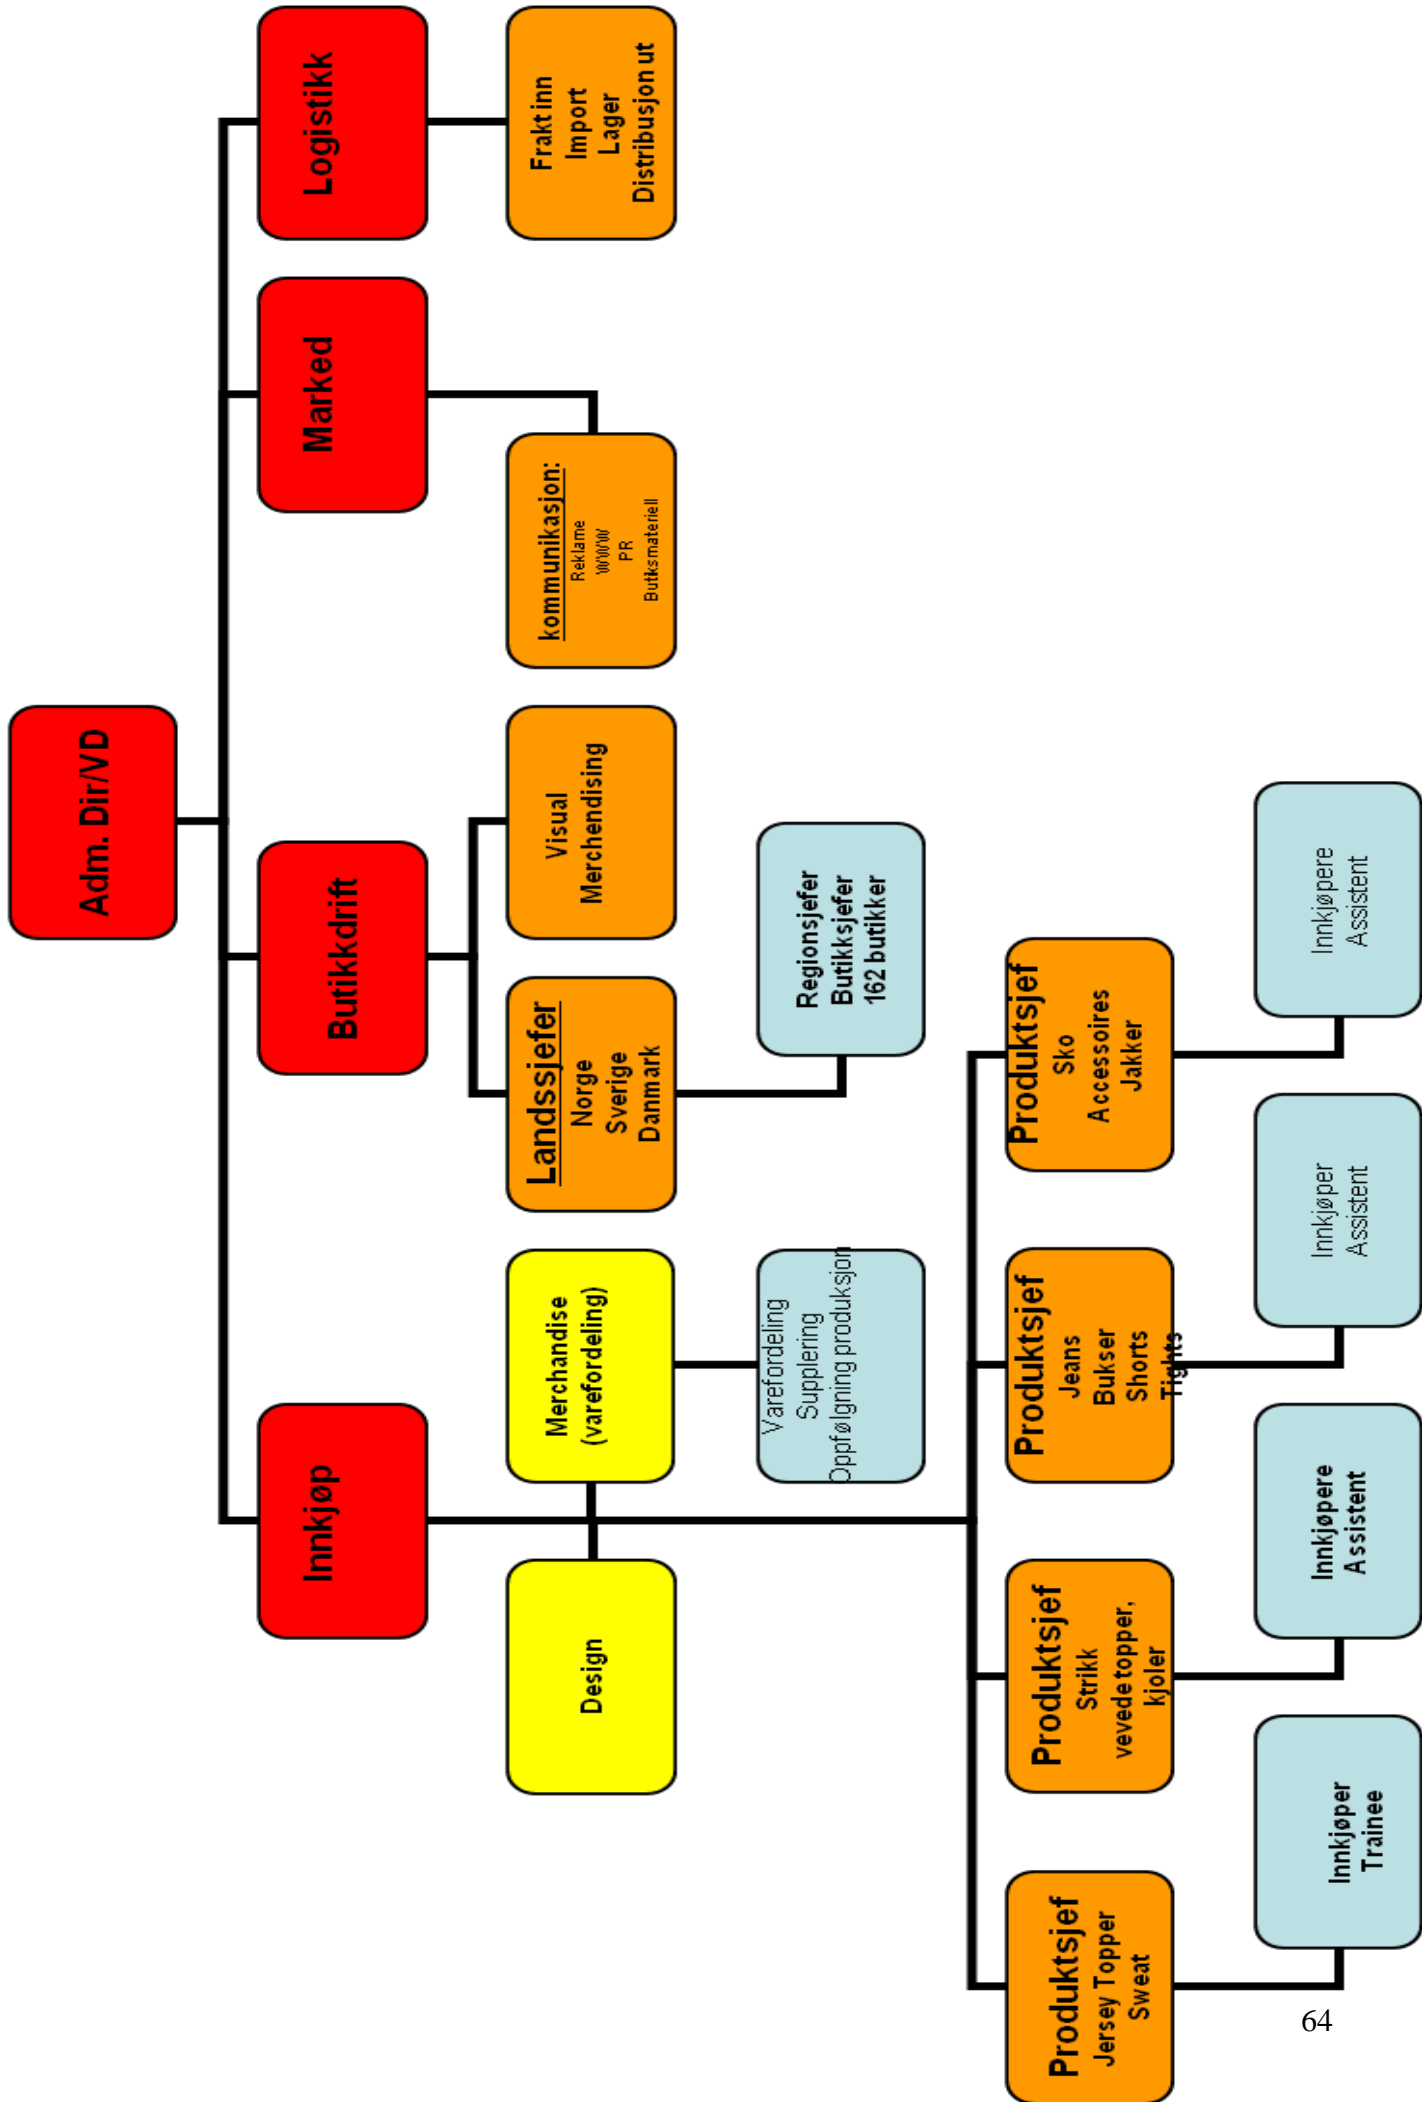 Adm. Dir/VD
Innkjøp
Butikkdrift
Marked
Logistikk
Design
Merchandise
(varefordeling)
Landssjefer
Norge
Sverige
Danmark
Visual
Merchendising
kommunikasjon:
Reklame
WWW
PR
Butiksmateriell
Frakt inn
Import
Lager
Distribusjon ut
Varefordeling
Supplering
Oppfølgning produksjon
Regionsjefer
Butikksjefer
162 butikker
Produktsjef
Jersey Topper
Sweat
Produktsjef
Strikk
vevede topper,
kjoler
Produktsjef
Jeans
Bukser
Shorts
Tights
Produktsjef
Sko
Accessoires
Jakker
Innkjøper
Trainee
Innkjøpere
Assistent
Innkjøper
Assistent
Innkjøpere
Assistent
64